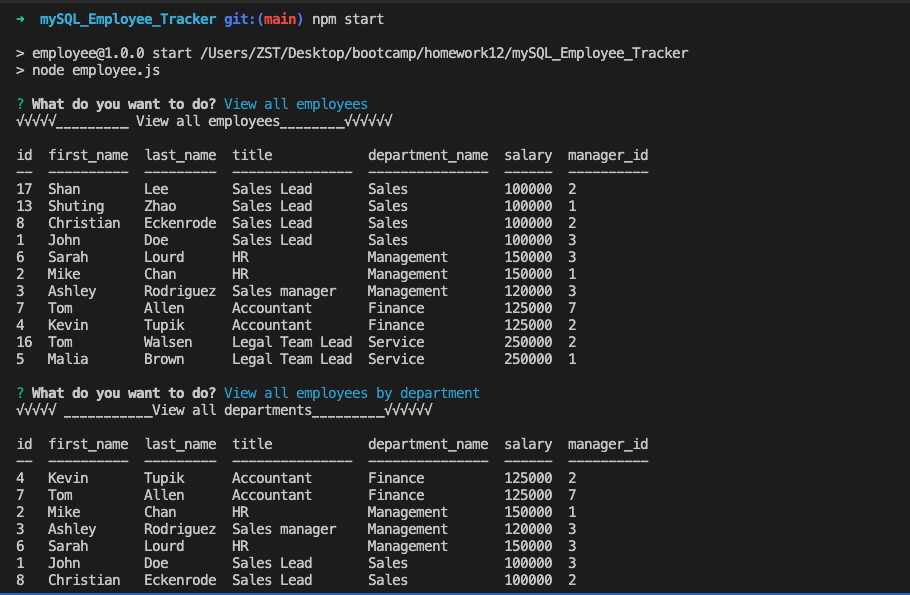 ➜  mySQL_Employee_Tracker git:(main) npm start
> employee@1.0.0 start /Users/ZST/Desktop/bootcamp/homework12/mySQL_Employee_Tracker
> node employee.js
? What do you want to do? View all employees
√√√√√_________ View all employees________√√√√√√
id  first_name  last_name  title            department_name  salary  manager_id
--  ----------  ---------  ---------------  ---------------  ------  ----------
17  Shan        Lee        Sales Lead       Sales            100000  2
13  Shuting     Zhao       Sales Lead       Sales            100000  1
8   Christian   Eckenrode  Sales Lead       Sales            100000  2
1   John        Doe        Sales Lead       Sales            100000  3
6   Sarah       Lourd      HR               Management       150000  3
2   Mike        Chan       HR               Management       150000  1
3   Ashley      Rodriguez  Sales manager    Management       120000  3
7   Tom         Allen      Accountant       Finance          125000  7
4   Kevin       Tupik      Accountant       Finance          125000  2
16  Tom         Walsen     Legal Team Lead  Service          250000  2
5   Malia       Brown      Legal Team Lead  Service          250000  1
? What do you want to do? View all employees by department
√√√√√ ___________View all departments_________√√√√√√
id  first_name  last_name  title            department_name  salary  manager_id
--  ----------  ---------  ---------------  ---------------  ------  ----------
4   Kevin       Tupik      Accountant       Finance          125000  2
7   Tom         Allen      Accountant       Finance          125000  7
2   Mike        Chan       HR               Management       150000  1
3   Ashley      Rodriguez  Sales manager    Management       120000  3
6   Sarah       Lourd      HR               Management       150000  3
1   John        Doe        Sales Lead       Sales            100000  3
8   Christian   Eckenrode  Sales Lead       Sales            100000  2